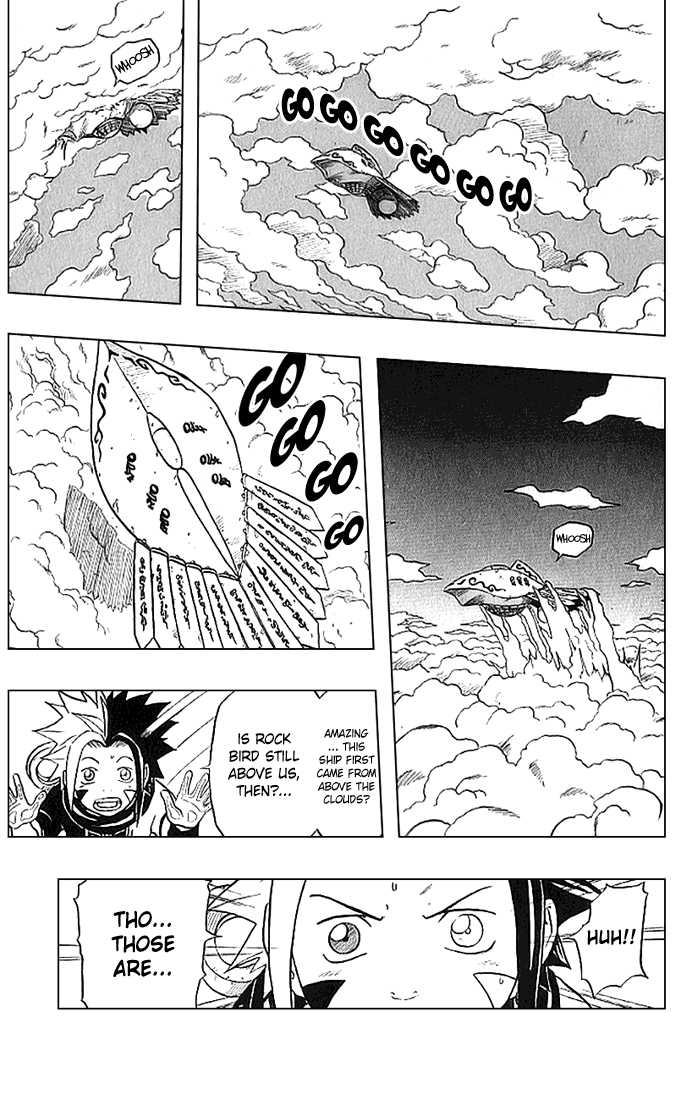 GO GO GO GO GO GO
WHOOSH
WHOOSH
GO
GO
GO
GO
AMAZING
... THIS
SHIP FIRST
CAME FROM
ABOVE THE
CLOUDS?
IS ROCK
BIRD STILL
ABOVE US,
THEN?...
HUH!!
THO...
THOSE
ARE...